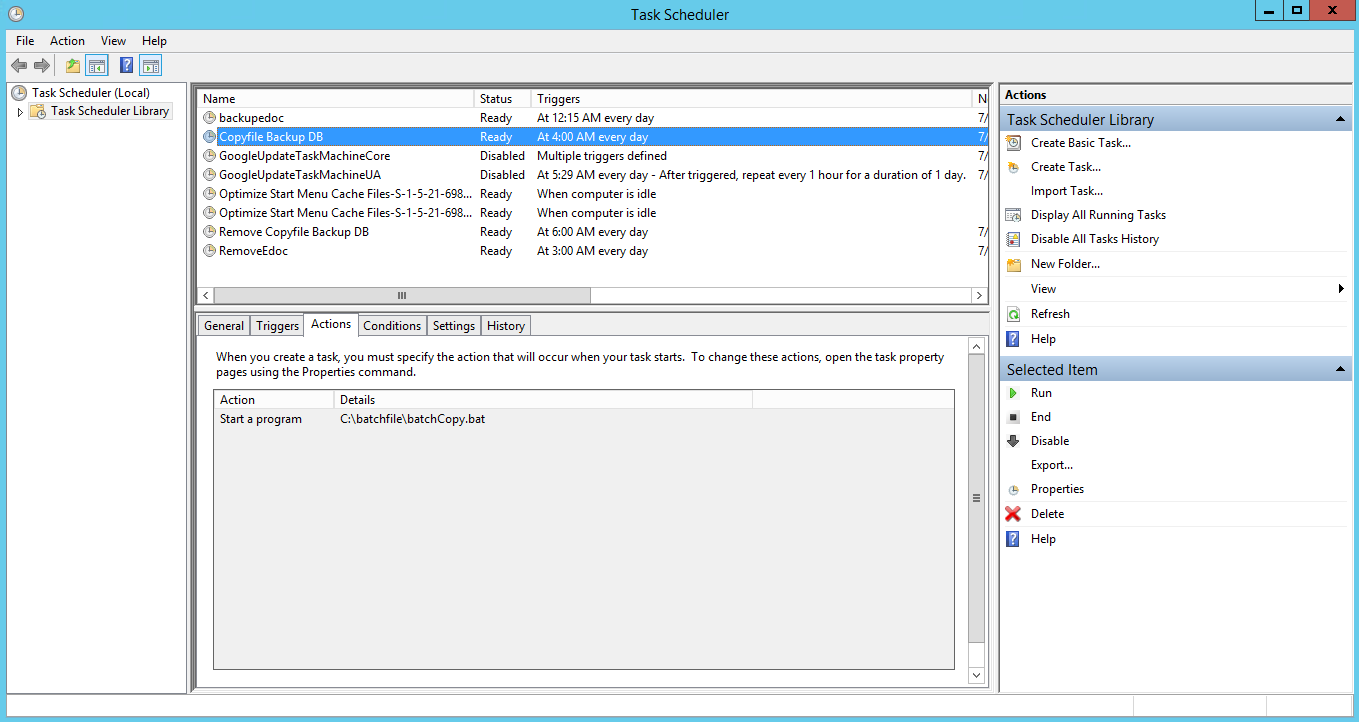 Task Scheduler
File Action View Help
Task Scheduler (Local)
Task Scheduler Library
Name Status Triggers N
backupedoc Ready At 12:15 AM every day 7/
Copyfile Backup DB Ready At 4:00 AM every day 7/
GoogleUpdateTaskMachineCore Disabled Multiple triggers defined 7/
GoogleUpdateTaskMachineUA Disabled At 5:29 AM every day - After triggered, repeat every 1 hour for a duration of 1 day. 7/
Optimize Start Menu Cache Files-S-1-5-21-698... Ready When computer is idle
Optimize Start Menu Cache Files-S-1-5-21-698... Ready When computer is idle
Remove Copyfile Backup DB Ready At 6:00 AM every day 7/
RemoveEdoc Ready At 3:00 AM every day 7/
General Triggers Actions Conditions Settings History
When you create a task, you must specify the action that will occur when your task starts. To change these actions, open the task property
pages using the Properties command.
Action Details
Start a program C:\batchfile\batchCopy.bat
Actions
Task Scheduler Library
Create Basic Task...
Create Task...
Import Task...
Display All Running Tasks
Disable All Tasks History
New Folder...
View
Refresh
Help
Selected Item
Run
End
Disable
Export...
Properties
Delete
Help